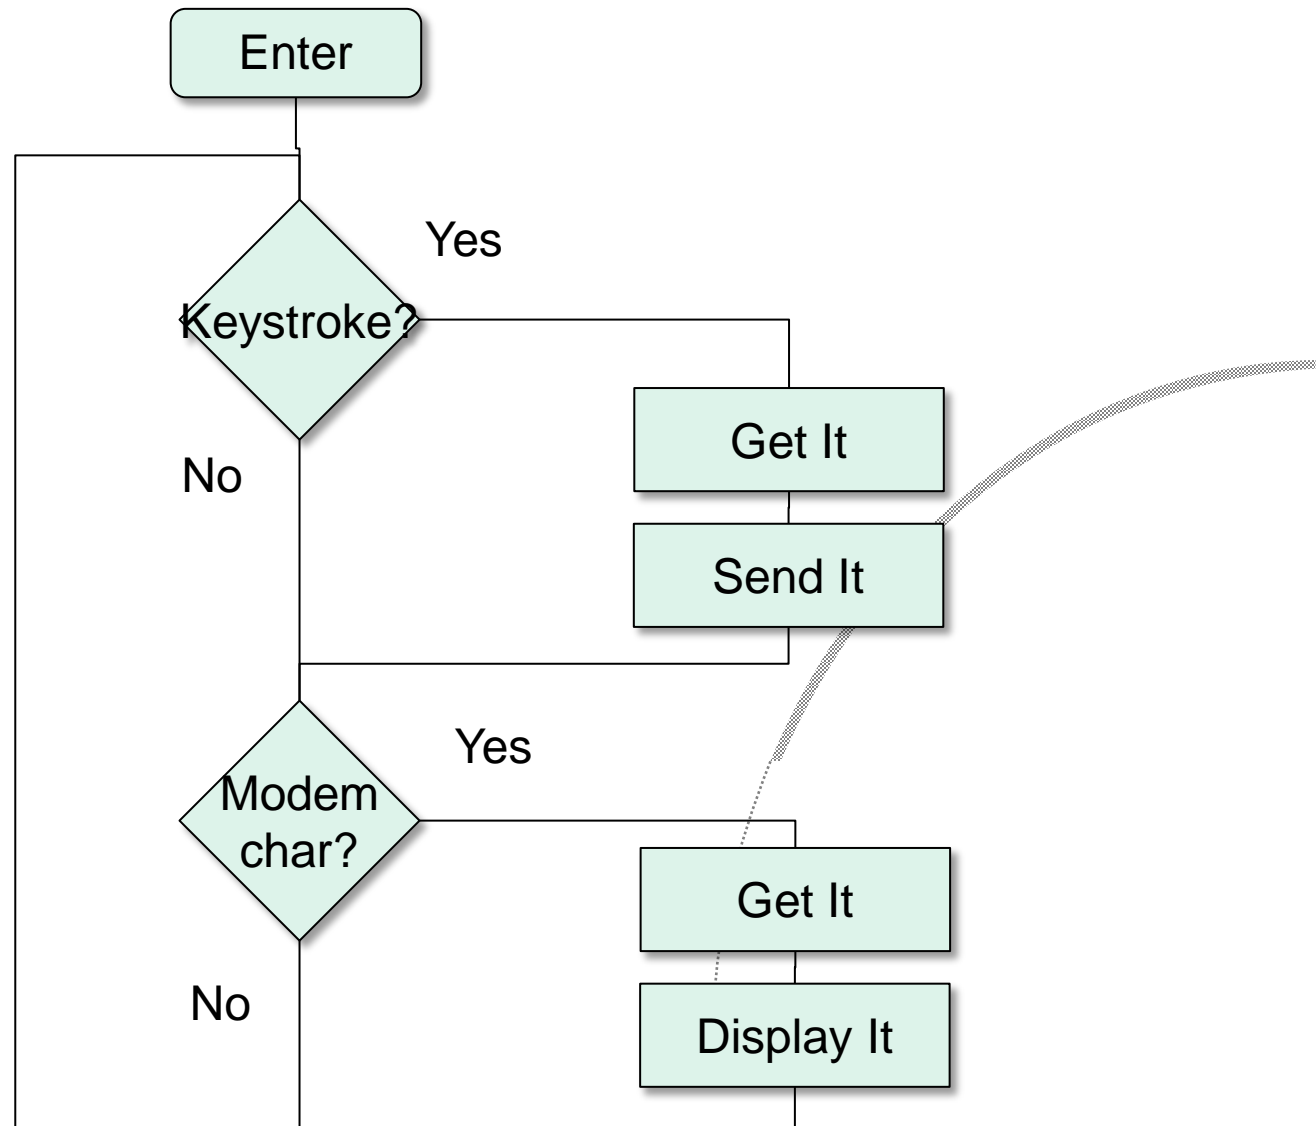 Enter
Yes
Keystroke?
Get It
No
Send It
Yes
Modem
char?
Get It
No
Display It